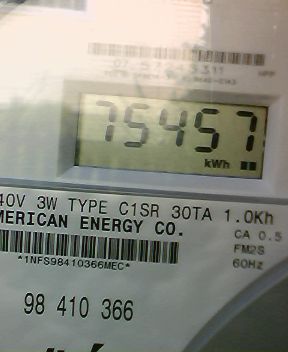 75457
kWh
40V 3W TYPE C1SR 30TA 1.0Kh
MERICAN ENERGY CO.
CA 0.5
FM2S
60Hz
*1NFS98410366MEC*
98 410 366